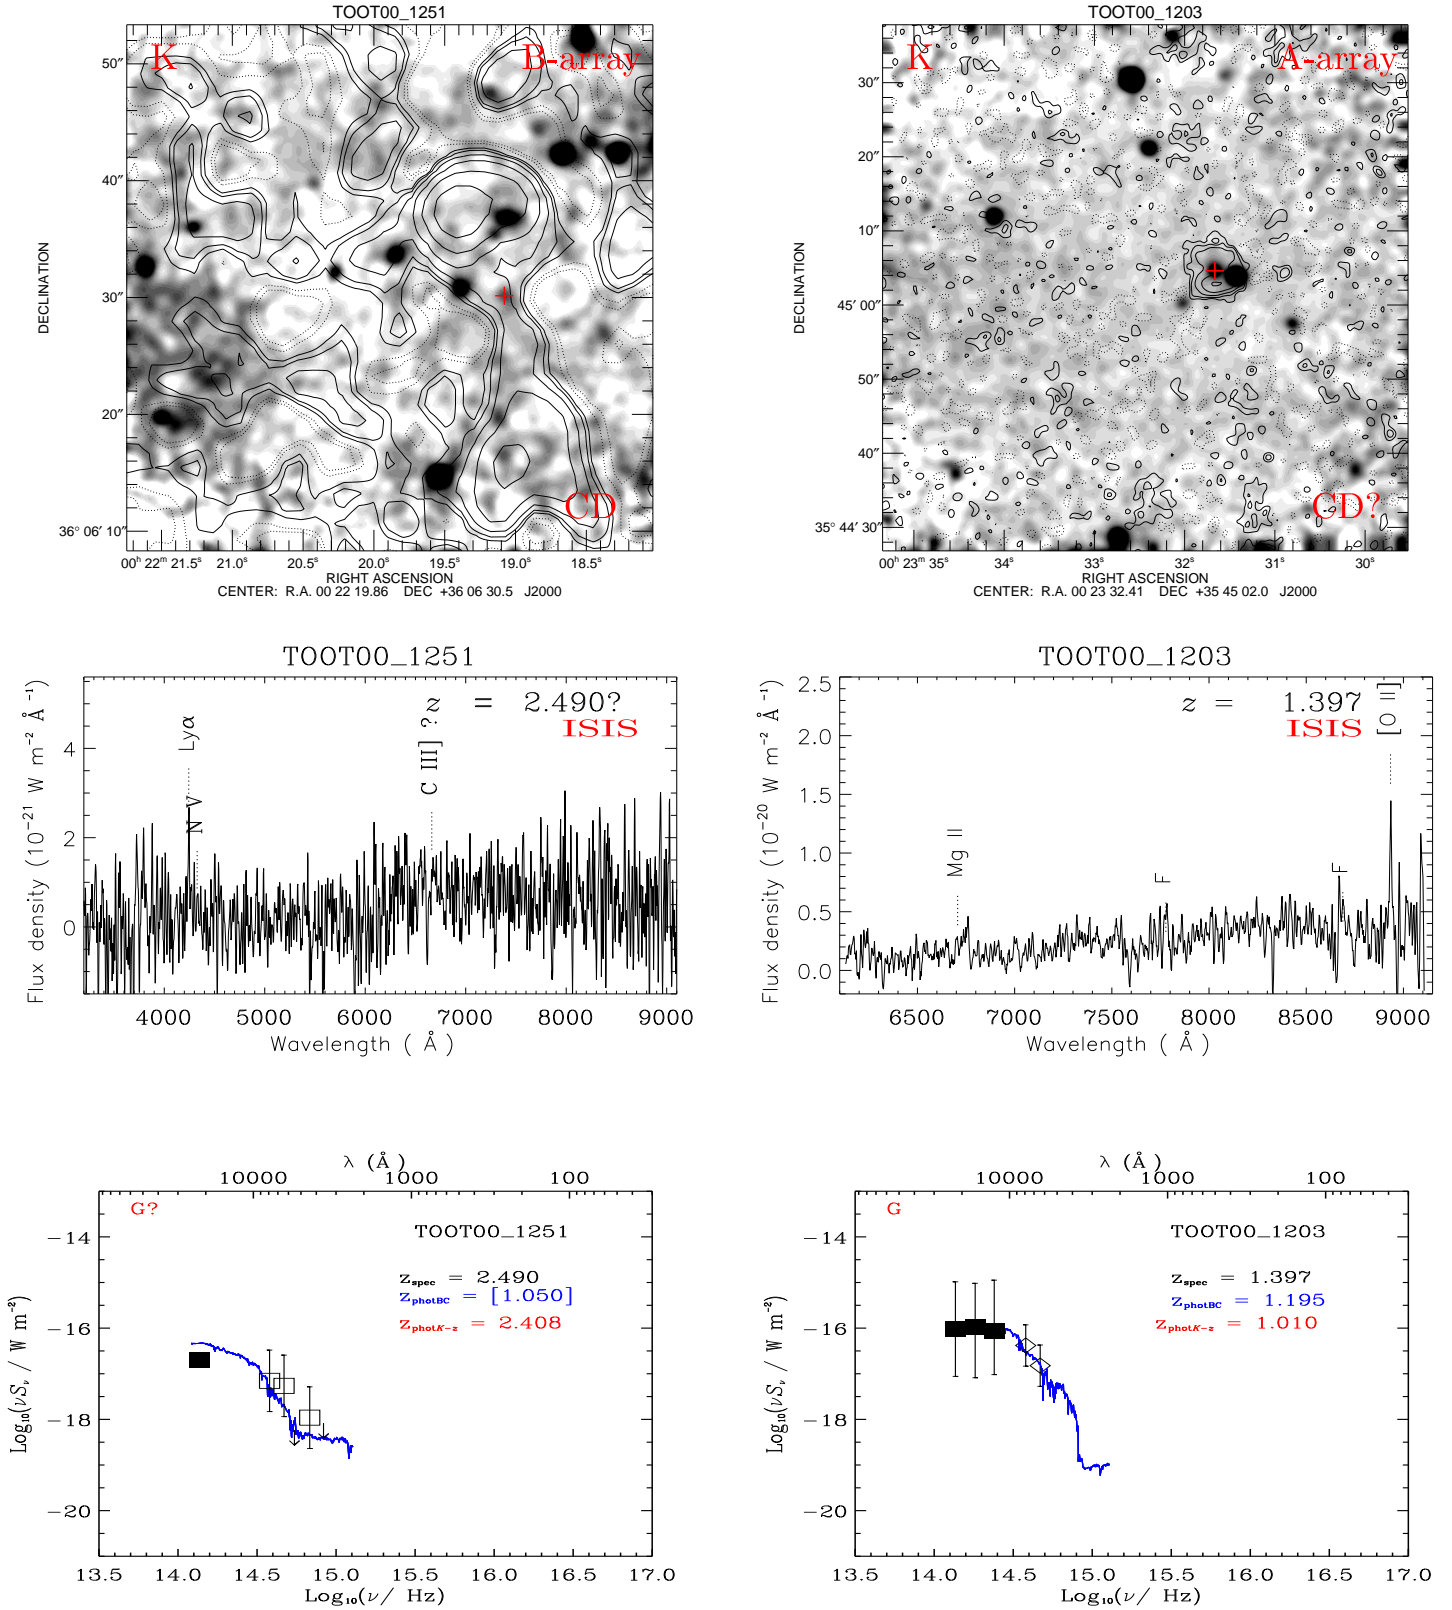 TOOT00_1251
K
B-array
50″
40″
30″
20″
36° 06′ 10″
DECLINATION
CD
00ʰ 22ᵐ 21.5ˢ 21.0ˢ 20.5ˢ 20.0ˢ 19.5ˢ 19.0ˢ 18.5ˢ
RIGHT ASCENSION
CENTER: R.A. 00 22 19.86 DEC +36 06 30.5 J2000
TOOT00_1203
K
A-array
30″
20″
10″
45′ 00″
50″
40″
35° 44′ 30″
DECLINATION
CD?
00ʰ 23ᵐ 35ˢ 34ˢ 33ˢ 32ˢ 31ˢ 30ˢ
RIGHT ASCENSION
CENTER: R.A. 00 23 32.41 DEC +35 45 02.0 J2000
TOOT00_1251
z = 2.490?
ISIS
Lyα
N V
C III] ?
Flux density (10⁻²¹ W m⁻² Å⁻¹)
4
2
0
4000 5000 6000 7000 8000 9000
Wavelength ( Å )
TOOT00_1203
z = 1.397
ISIS
Mg II
F
F
[O II]
Flux density (10⁻²⁰ W m⁻² Å⁻¹)
2.5
2.0
1.5
1.0
0.5
0.0
6500 7000 7500 8000 8500 9000
Wavelength ( Å )
λ (Å)
10000 1000 100
G?
TOOT00_1251
z_spec = 2.490
z_photBC = [1.050]
z_photK-z = 2.408
Log₁₀(νSᵥ / W m⁻²)
−14
−16
−18
−20
13.5 14.0 14.5 15.0 15.5 16.0 16.5 17.0
Log₁₀(ν/ Hz)
λ (Å)
10000 1000 100
G
TOOT00_1203
z_spec = 1.397
z_photBC = 1.195
z_photK-z = 1.010
Log₁₀(νSᵥ / W m⁻²)
−14
−16
−18
−20
13.5 14.0 14.5 15.0 15.5 16.0 16.5 17.0
Log₁₀(ν/ Hz)